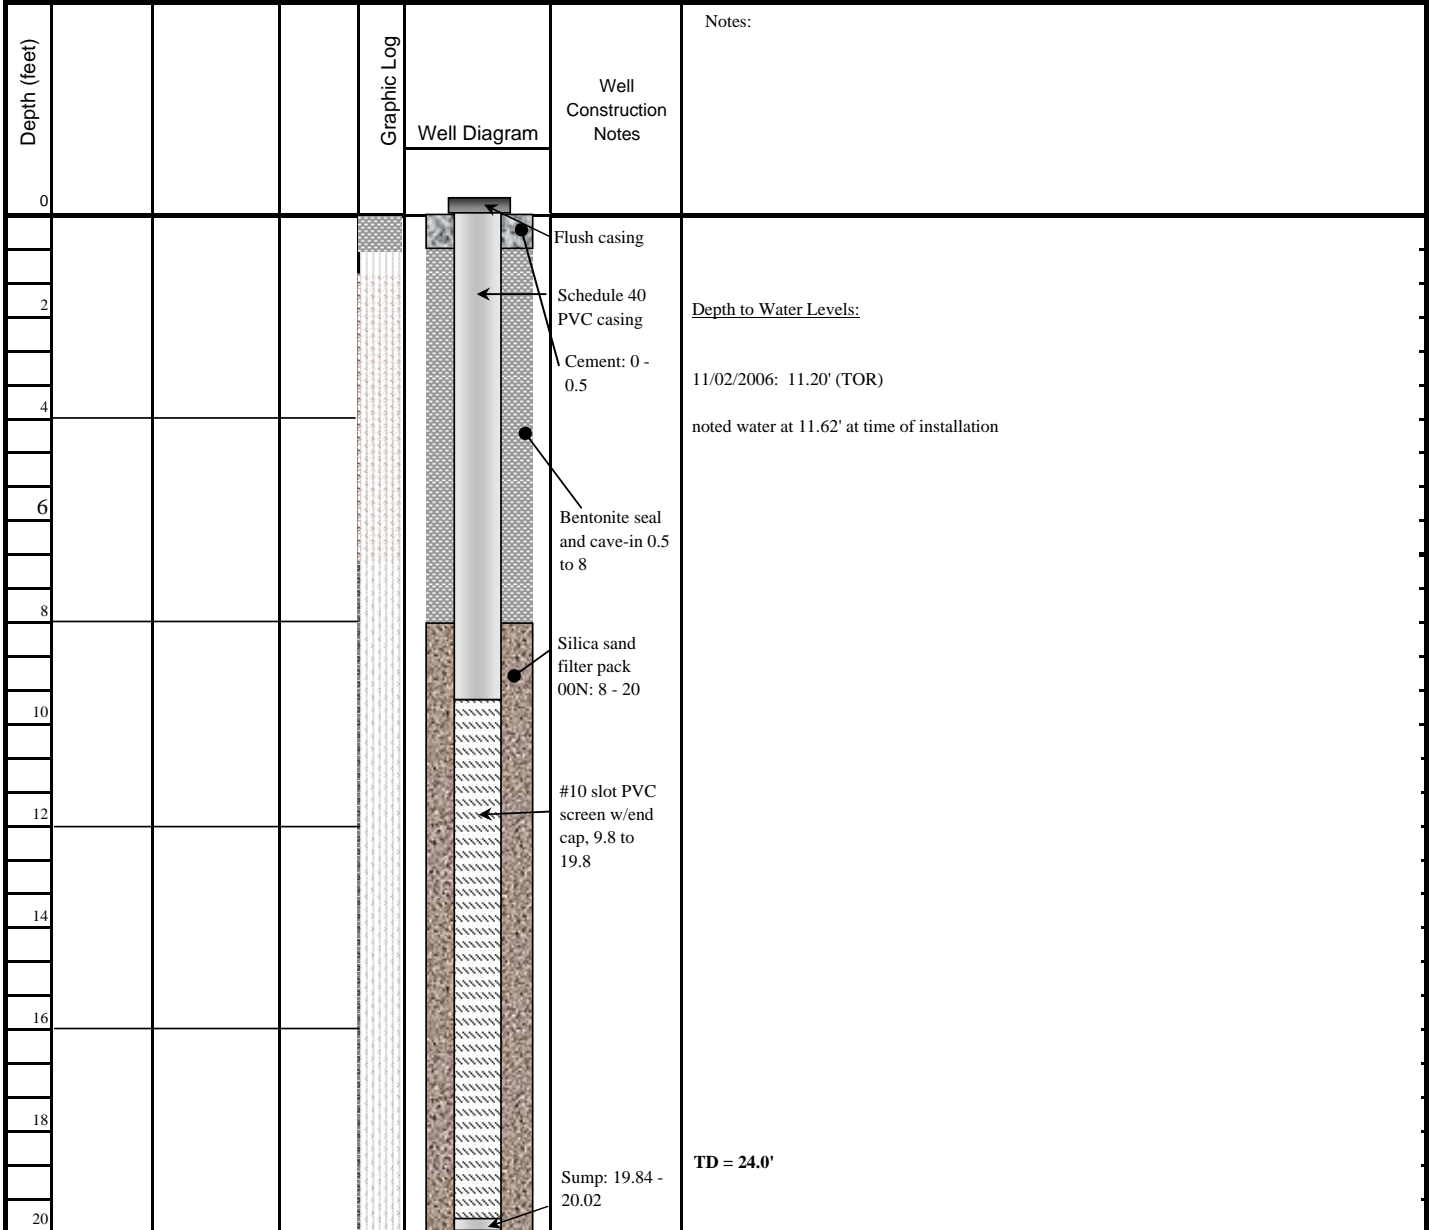 Depth (feet)
Graphic Log
Well Diagram
Well
Construction
Notes
Notes:
0
Flush casing
Schedule 40
PVC casing
2
Depth to Water Levels:
Cement: 0 -
0.5
11/02/2006:  11.20' (TOR)
4
noted water at 11.62' at time of installation
6
Bentonite seal
and cave-in 0.5
to 8
8
Silica sand
filter pack
00N: 8 - 20
10
#10 slot PVC
screen w/end
cap, 9.8 to
19.8
12
14
16
18
TD = 24.0'
Sump: 19.84 -
20.02
20